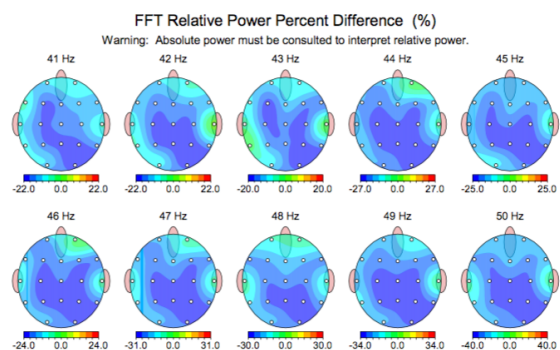 FFT Relative Power Percent Difference (%)
Warning: Absolute power must be consulted to interpret relative power.
41 Hz 42 Hz 43 Hz 44 Hz 45 Hz
-22.0 0.0 22.0 -22.0 0.0 22.0 -20.0 0.0 20.0 -27.0 0.0 27.0 -25.0 0.0 25.0
46 Hz 47 Hz 48 Hz 49 Hz 50 Hz
-24.0 0.0 24.0 -31.0 0.0 31.0 -30.0 0.0 30.0 -34.0 0.0 34.0 -40.0 0.0 40.